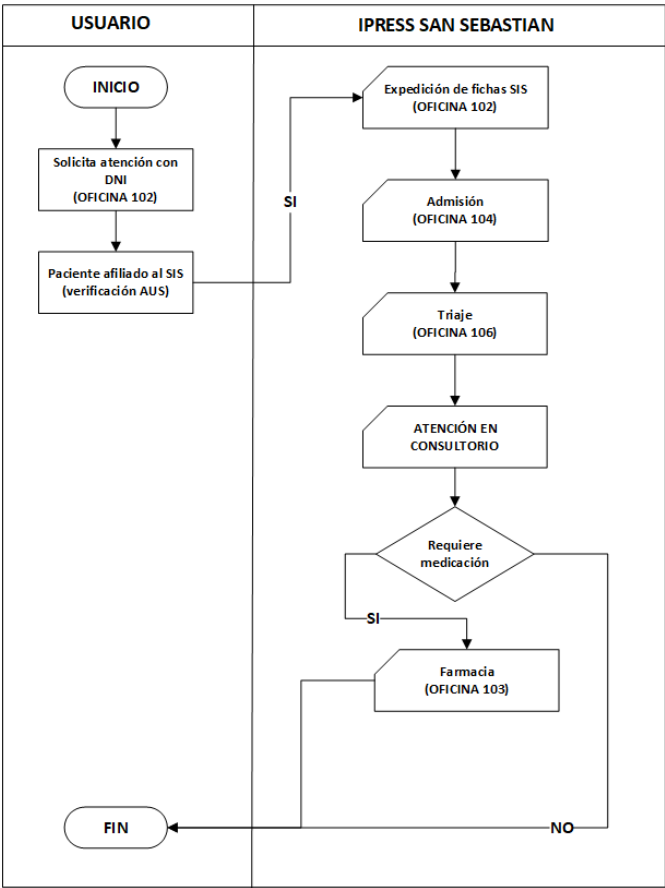 USUARIO
IPRESS SAN SEBASTIAN
INICIO
Solicita atención con
DNI
(OFICINA 102)
Paciente afiliado al SIS
(verificación AUS)
SI
Expedición de fichas SIS
(OFICINA 102)
Admisión
(OFICINA 104)
Triaje
(OFICINA 106)
ATENCIÓN EN
CONSULTORIO
Requiere
medicación
SI
Farmacia
(OFICINA 103)
NO
FIN